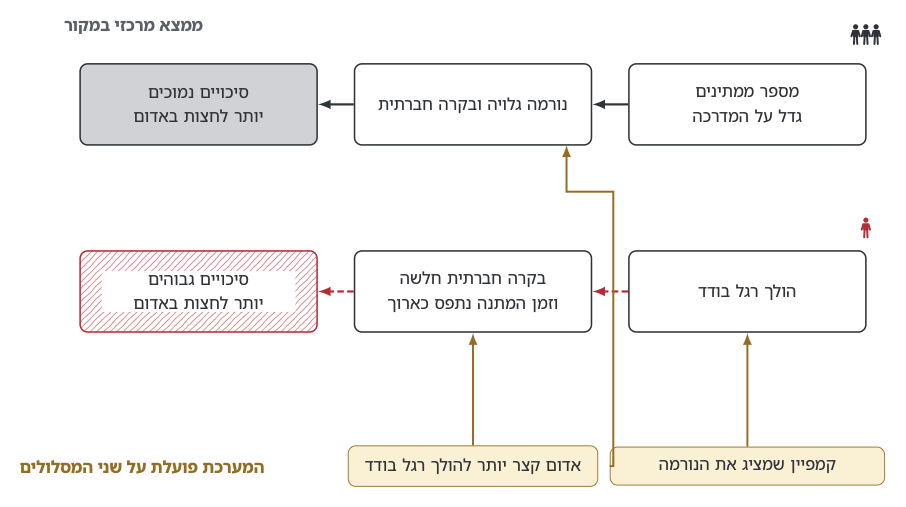 ממצא מרכזי במקור
מספר ממתינים
גדל על המדרכה
נורמה גלויה ובקרה חברתית
סיכויים נמוכים
יותר לחצות באדום
הולך רגל בודד
בקרה חברתית חלשה
וזמן המתנה נתפס כארוך
סיכויים גבוהים
יותר לחצות באדום
קמפיין שמציג את הנורמה
אדום קצר יותר להולך רגל בודד
המערכת פועלת על שני המסלולים